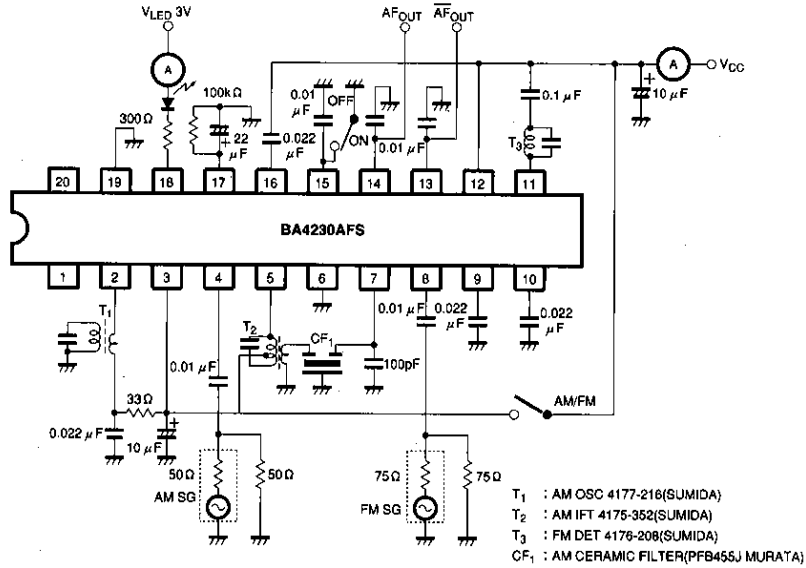 VLED 3V
AFOUT
AFOUT
A
A
VCC
100kΩ
300Ω
22 μF
0.022 μF
0.01 μF
OFF
ON
0.01 μF
0.1 μF
T3
10 μF
20
19
18
17
16
15
14
13
12
11
BA4230AFS
1
2
3
4
5
6
7
8
9
10
T1
T2
CF1
0.01 μF
100pF
0.01 μF
0.022 μF
0.022 μF
33Ω
0.022 μF
10 μF
AM/FM
50Ω
50Ω
AM SG
75Ω
75Ω
FM SG
T1 : AM OSC 4177-216(SUMIDA)
T2 : AM IFT 4175-352(SUMIDA)
T3 : FM DET 4176-208(SUMIDA)
CF1 : AM CERAMIC FILTER(PFB455J MURATA)